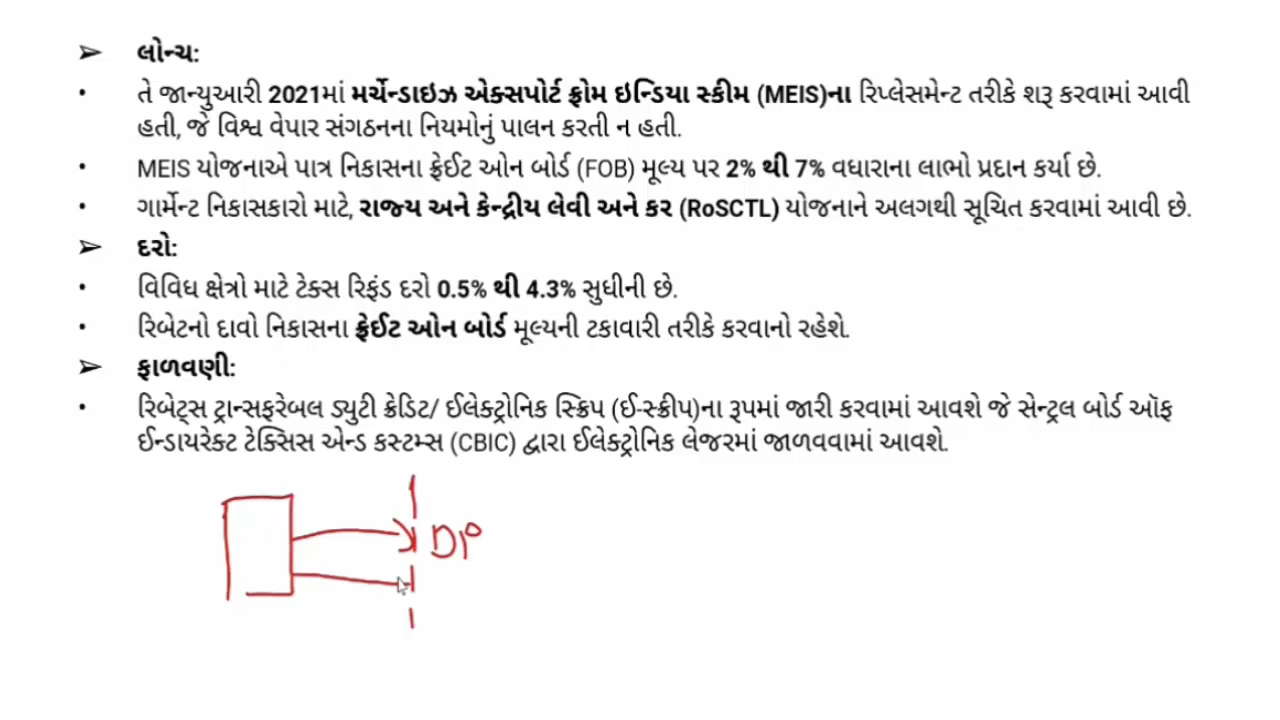 ➢ લોન્ચ:
• તે જાન્યુઆરી 2021માં મર્ચેન્ડાઇઝ એક્સપોર્ટ ફ્રોમ ઇન્ડિયા સ્કીમ (MEIS)ના રિપ્લેસમેન્ટ તરીકે શરૂ કરવામાં આવી
હતી, જે વિશ્વ વેપાર સંગઠનના નિયમોનું પાલન કરતી ન હતી.
• MEIS યોજનાએ પાત્ર નિકાસના ફ્રેઈટ ઓન બોર્ડ (FOB) મૂલ્ય પર 2% થી 7% વધારાના લાભો પ્રદાન કર્યા છે.
• ગાર્મેન્ટ નિકાસકારો માટે, રાજ્ય અને કેન્દ્રીય લેવી અને કર (RoSCTL) યોજનાને અલગથી સૂચિત કરવામાં આવી છે.
➢ દરો:
• વિવિધ ક્ષેત્રો માટે ટેક્સ રિફંડ દરો 0.5% થી 4.3% સુધીની છે.
• રિબેટનો દાવો નિકાસના ફ્રેઈટ ઓન બોર્ડ મૂલ્યની ટકાવારી તરીકે કરવાનો રહેશે.
➢ ફાળવણી:
• રિબેટ્સ ટ્રાન્સફરેબલ ડ્યુટી ક્રેડિટ/ ઈલેક્ટ્રોનિક સ્ક્રિપ (ઈ-સ્ક્રીપ)ના રૂપમાં જારી કરવામાં આવશે જે સેન્ટ્રલ બોર્ડ ઑફ
ઈન્ડાયરેક્ટ ટેક્સિસ એન્ડ કસ્ટમ્સ (CBIC) દ્વારા ઈલેક્ટ્રોનિક લેજરમાં જાળવવામાં આવશે.